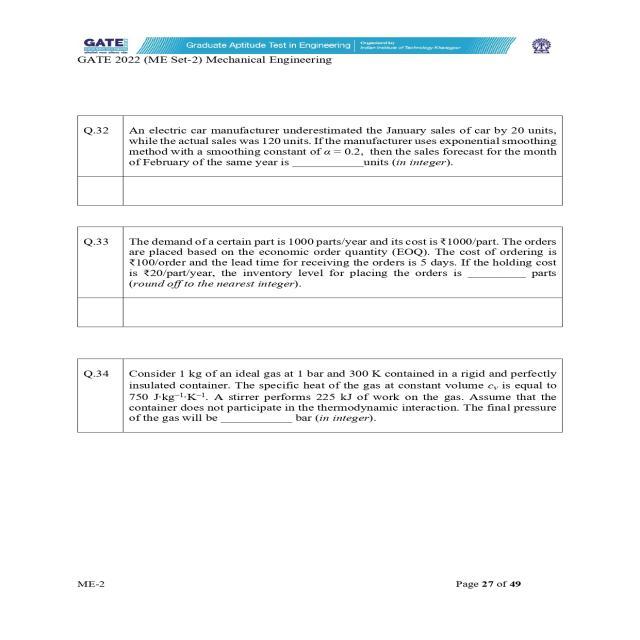 GATE
Graduate Aptitude Test in Engineering
Organised by
Indian Institute of Technology Kharagpur
GATE 2022 (ME Set-2) Mechanical Engineering
Q.32
An electric car manufacturer underestimated the January sales of car by 20 units,
while the actual sales was 120 units. If the manufacturer uses exponential smoothing
method with a smoothing constant of α = 0.2, then the sales forecast for the month
of February of the same year is ____________units (in integer).
Q.33
The demand of a certain part is 1000 parts/year and its cost is ₹1000/part. The orders
are placed based on the economic order quantity (EOQ). The cost of ordering is
₹100/order and the lead time for receiving the orders is 5 days. If the holding cost
is ₹20/part/year, the inventory level for placing the orders is __________ parts
(round off to the nearest integer).
Q.34
Consider 1 kg of an ideal gas at 1 bar and 300 K contained in a rigid and perfectly
insulated container. The specific heat of the gas at constant volume cᵥ is equal to
750 J·kg⁻¹·K⁻¹. A stirrer performs 225 kJ of work on the gas. Assume that the
container does not participate in the thermodynamic interaction. The final pressure
of the gas will be ____________ bar (in integer).
ME-2
Page 27 of 49